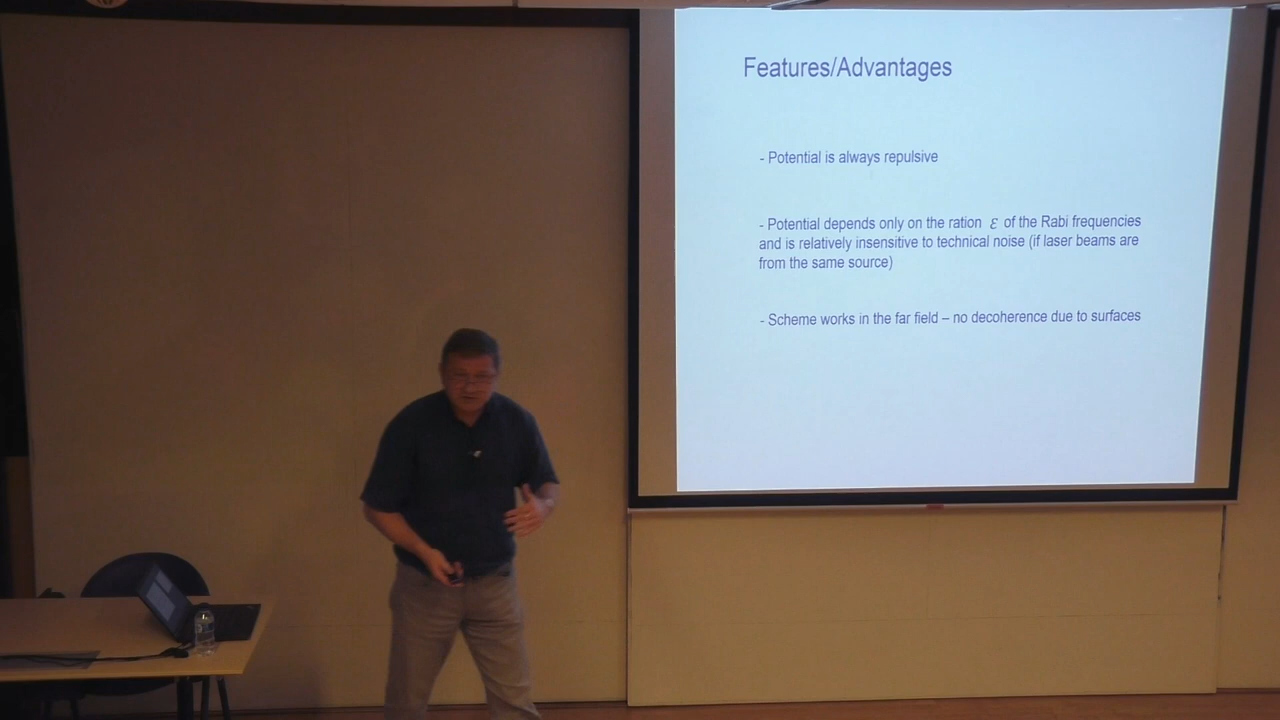 Features/Advantages
- Potential is always repulsive
- Potential depends only on the ration ε of the Rabi frequencies
and is relatively insensitive to technical noise (if laser beams are
from the same source)
- Scheme works in the far field – no decoherence due to surfaces